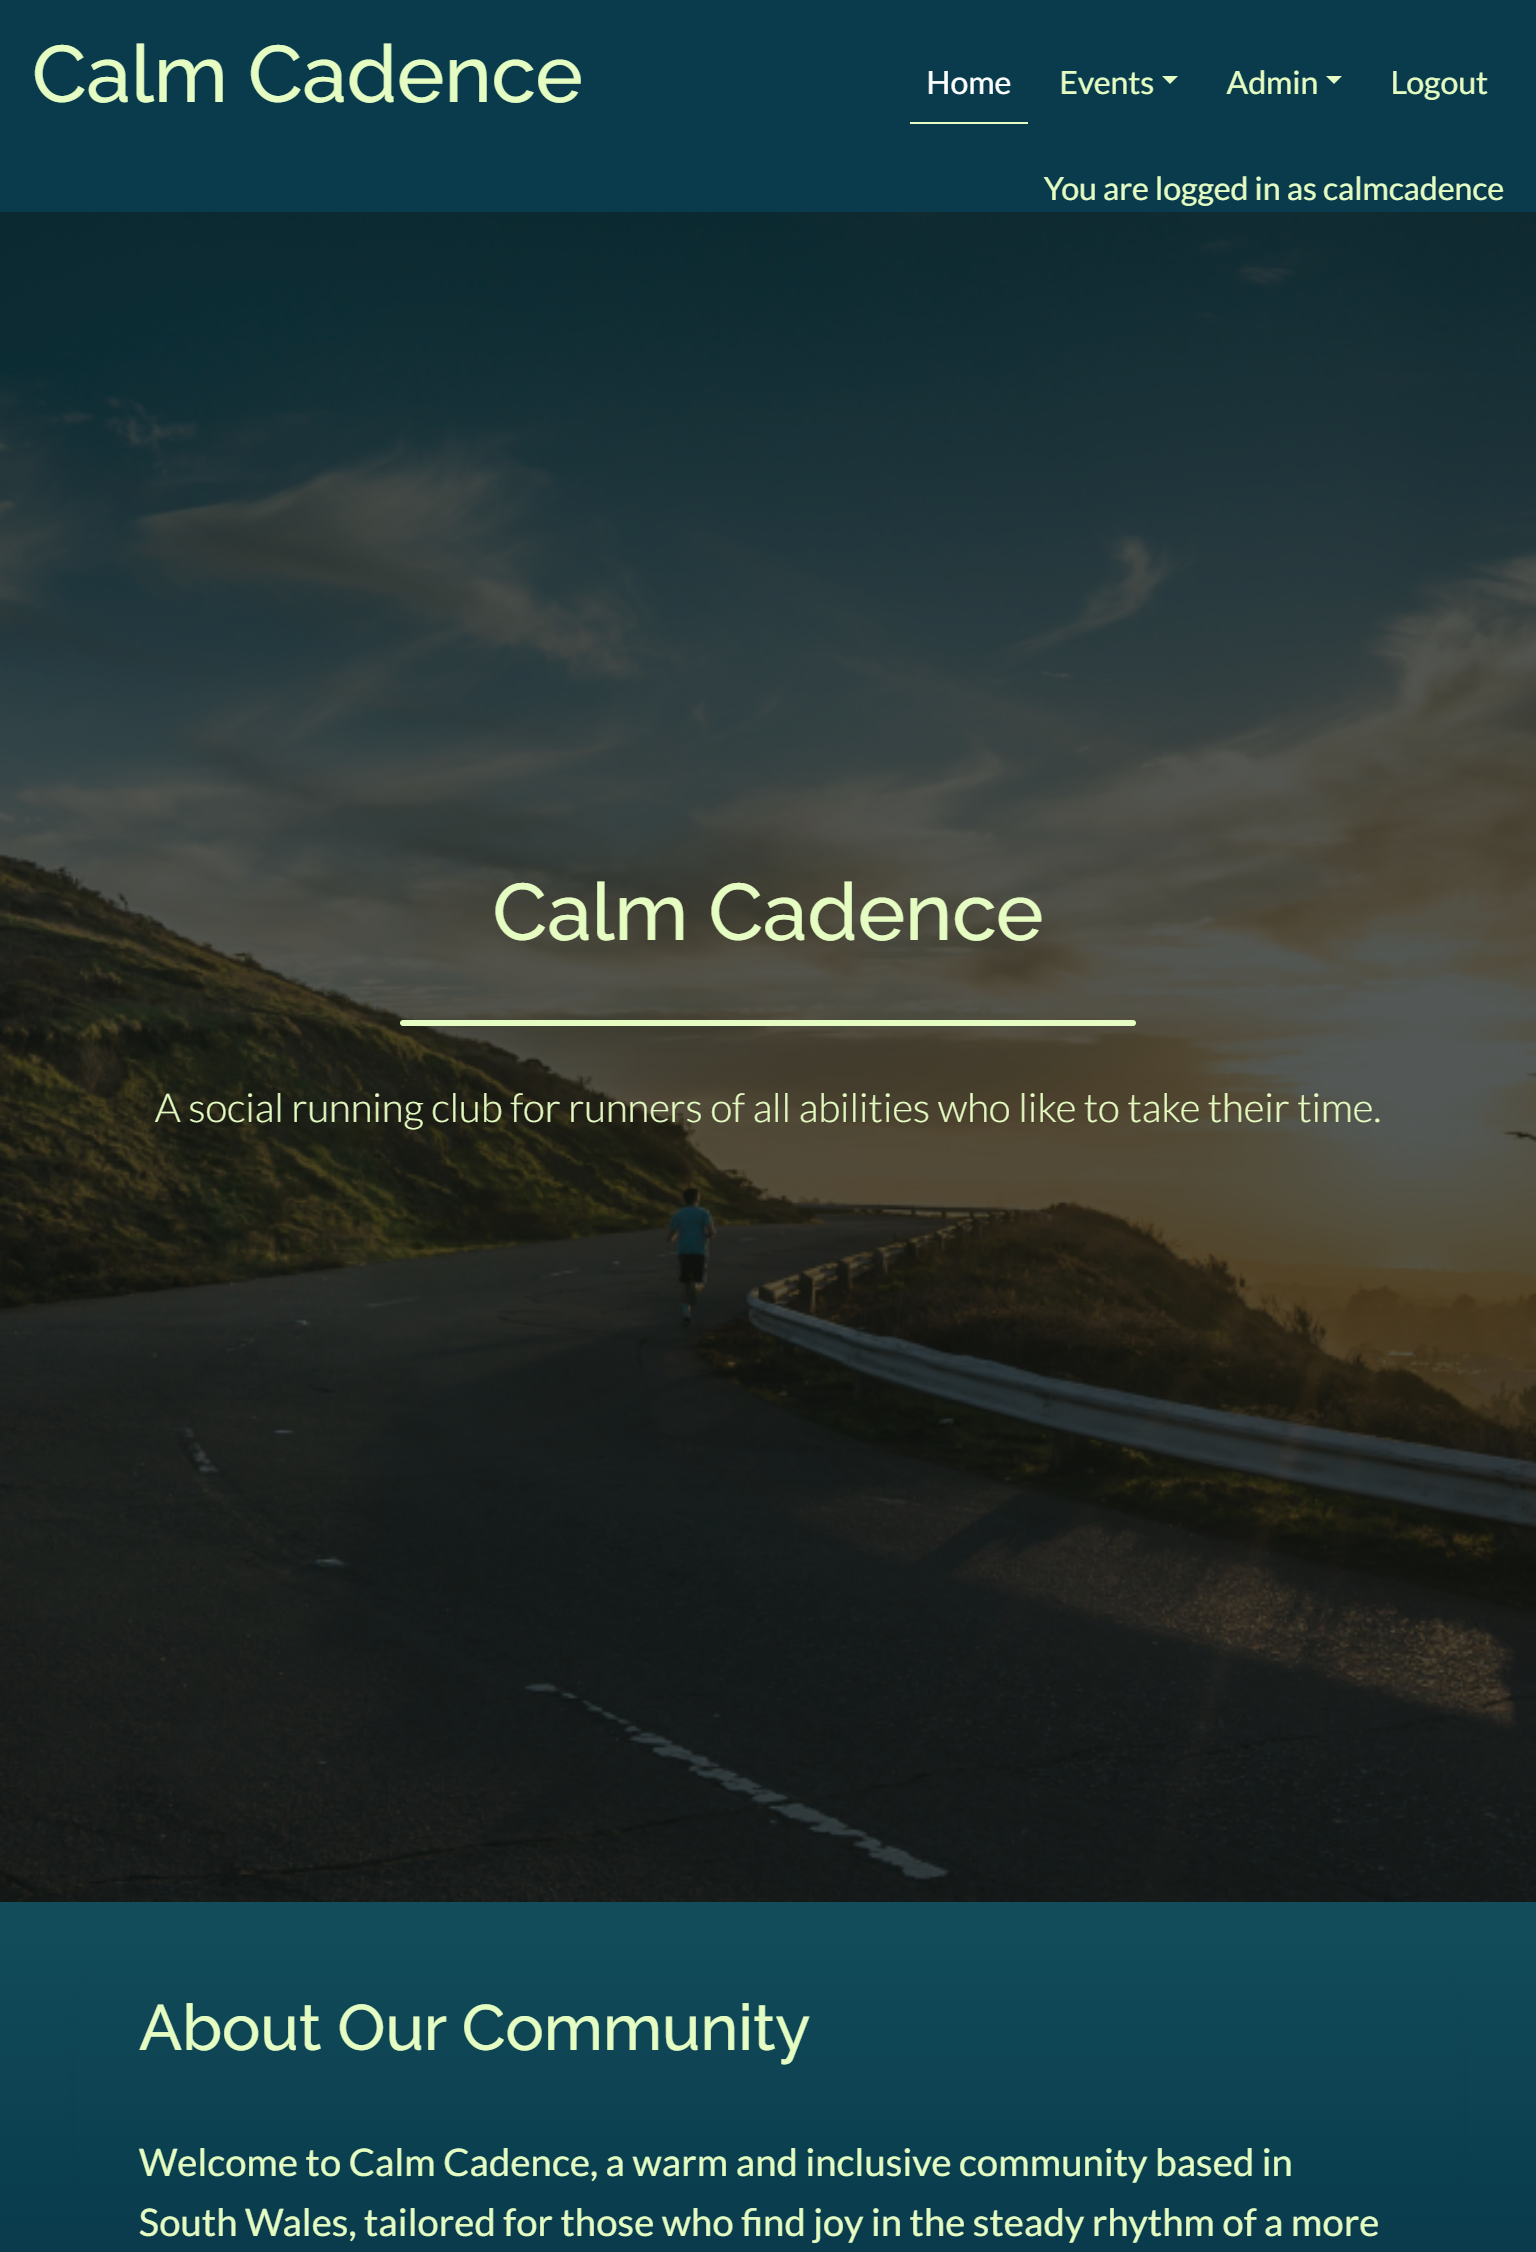 Calm Cadence
Home Events Admin Logout
You are logged in as calmcadence
Calm Cadence
A social running club for runners of all abilities who like to take their time.
About Our Community
Welcome to Calm Cadence, a warm and inclusive community based in
South Wales, tailored for those who find joy in the steady rhythm of a more